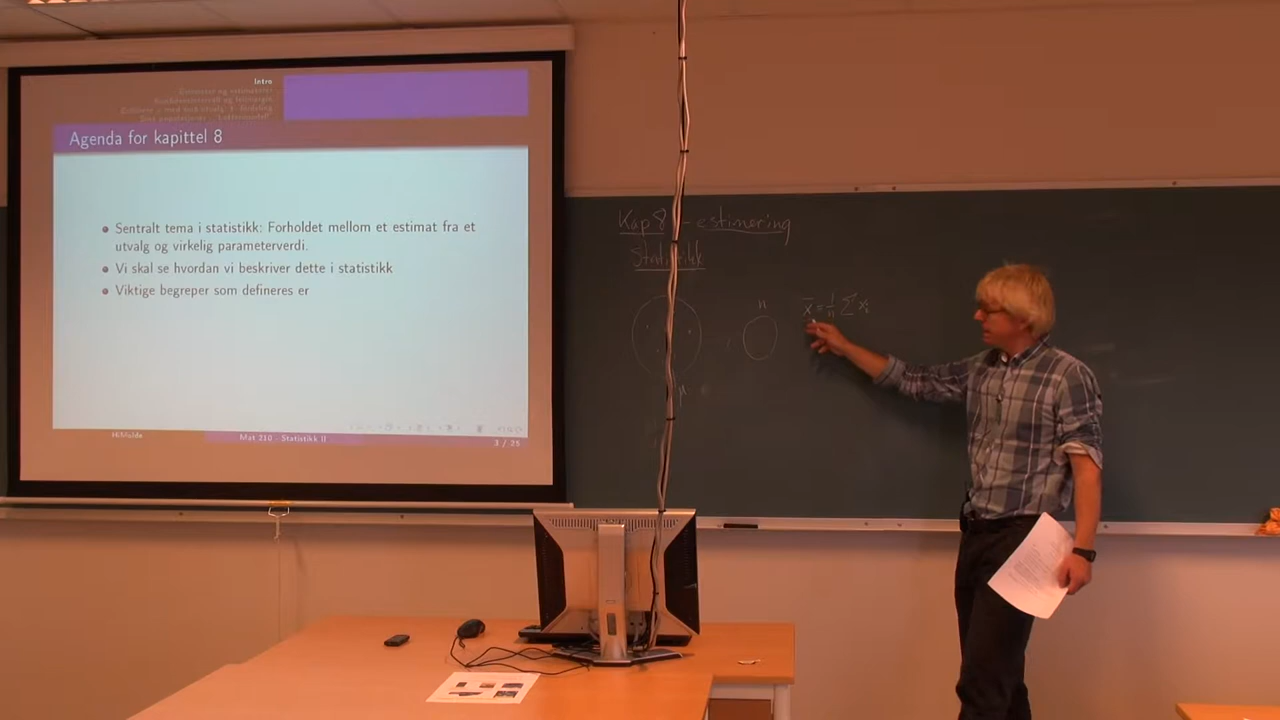 Intro
Agenda for kapittel 8
Sentralt tema i statistikk: Forholdet mellom et estimat fra et
utvalg og virkelig parameterverdi.
Vi skal se hvordan vi beskriver dette i statistikk
Viktige begreper som defineres er
HiMolde
Mat 210 - Statistikk II
3 / 25
Kap 8 - estimering
Statistikk
n
x̄ = 1/n Σ xᵢ
μ